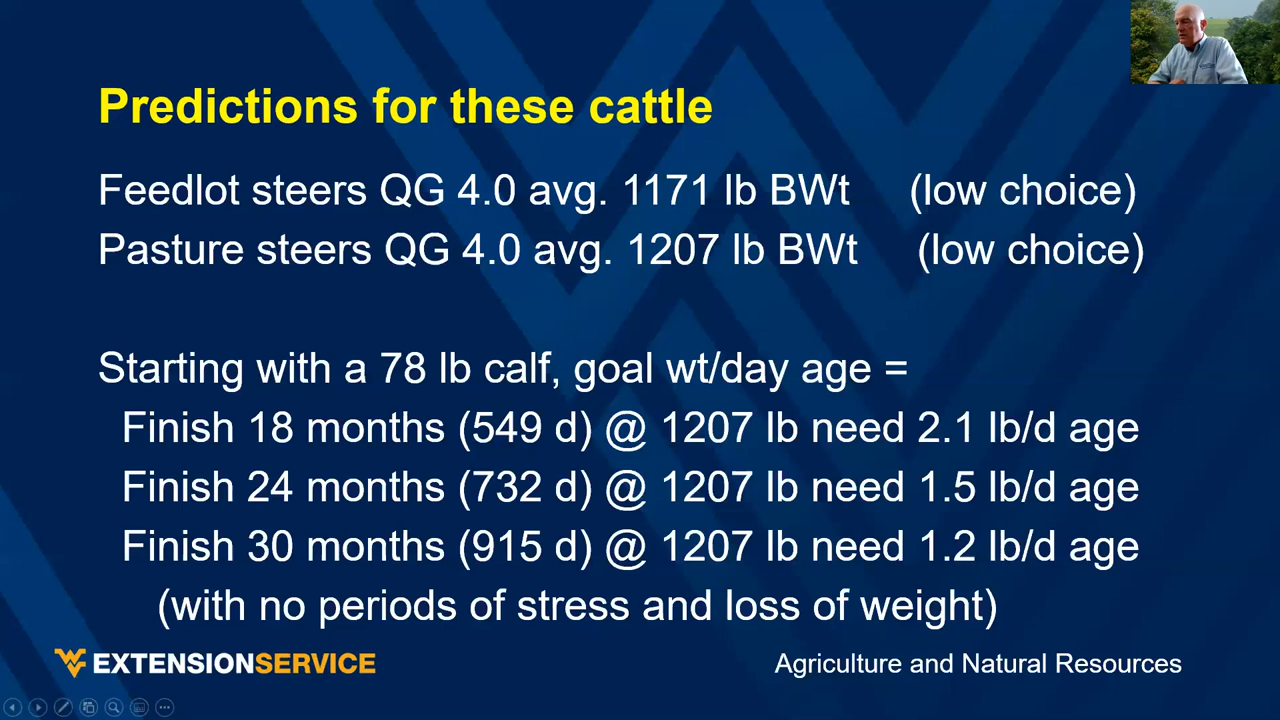 Predictions for these cattle
Feedlot steers QG 4.0 avg. 1171 lb BWt (low choice)
Pasture steers QG 4.0 avg. 1207 lb BWt (low choice)
Starting with a 78 lb calf, goal wt/day age =
Finish 18 months (549 d) @ 1207 lb need 2.1 lb/d age
Finish 24 months (732 d) @ 1207 lb need 1.5 lb/d age
Finish 30 months (915 d) @ 1207 lb need 1.2 lb/d age
(with no periods of stress and loss of weight)
EXTENSIONSERVICE
Agriculture and Natural Resources